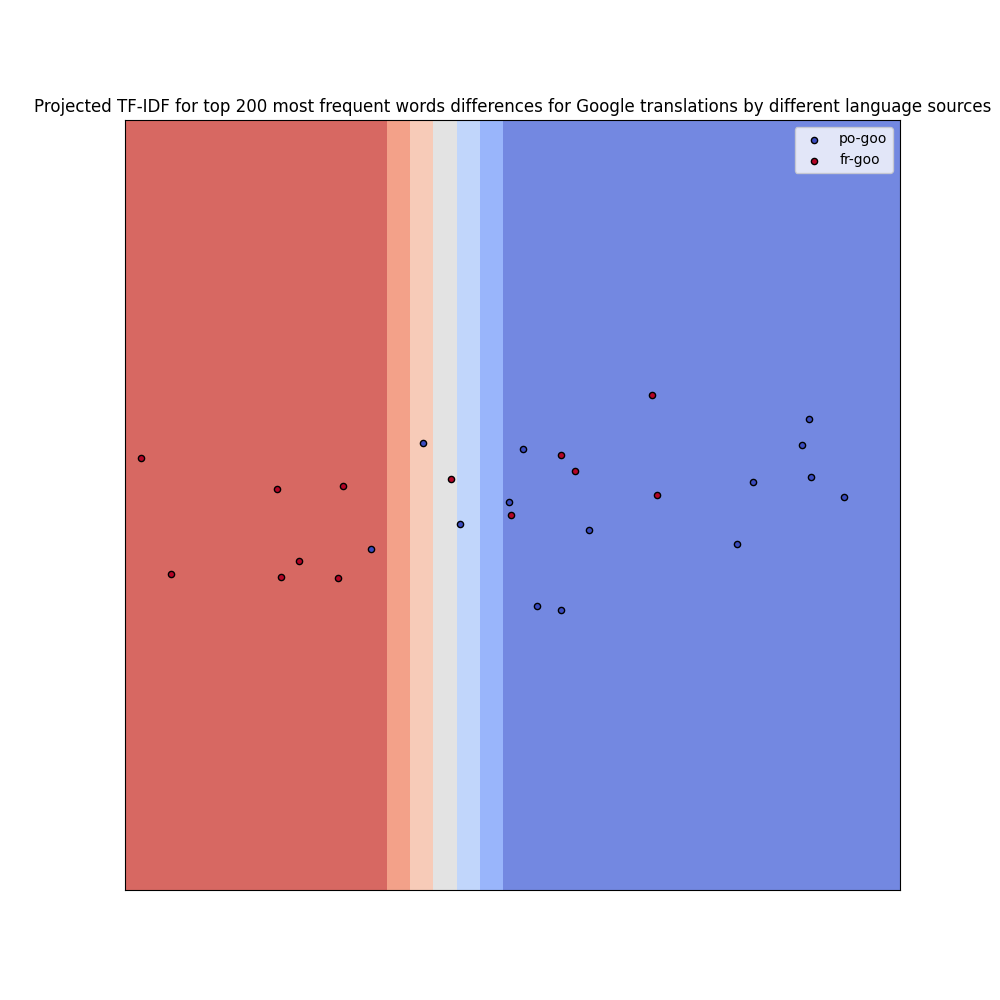 Projected TF-IDF for top 200 most frequent words differences for Google translations by different language sources
po-goo
fr-goo